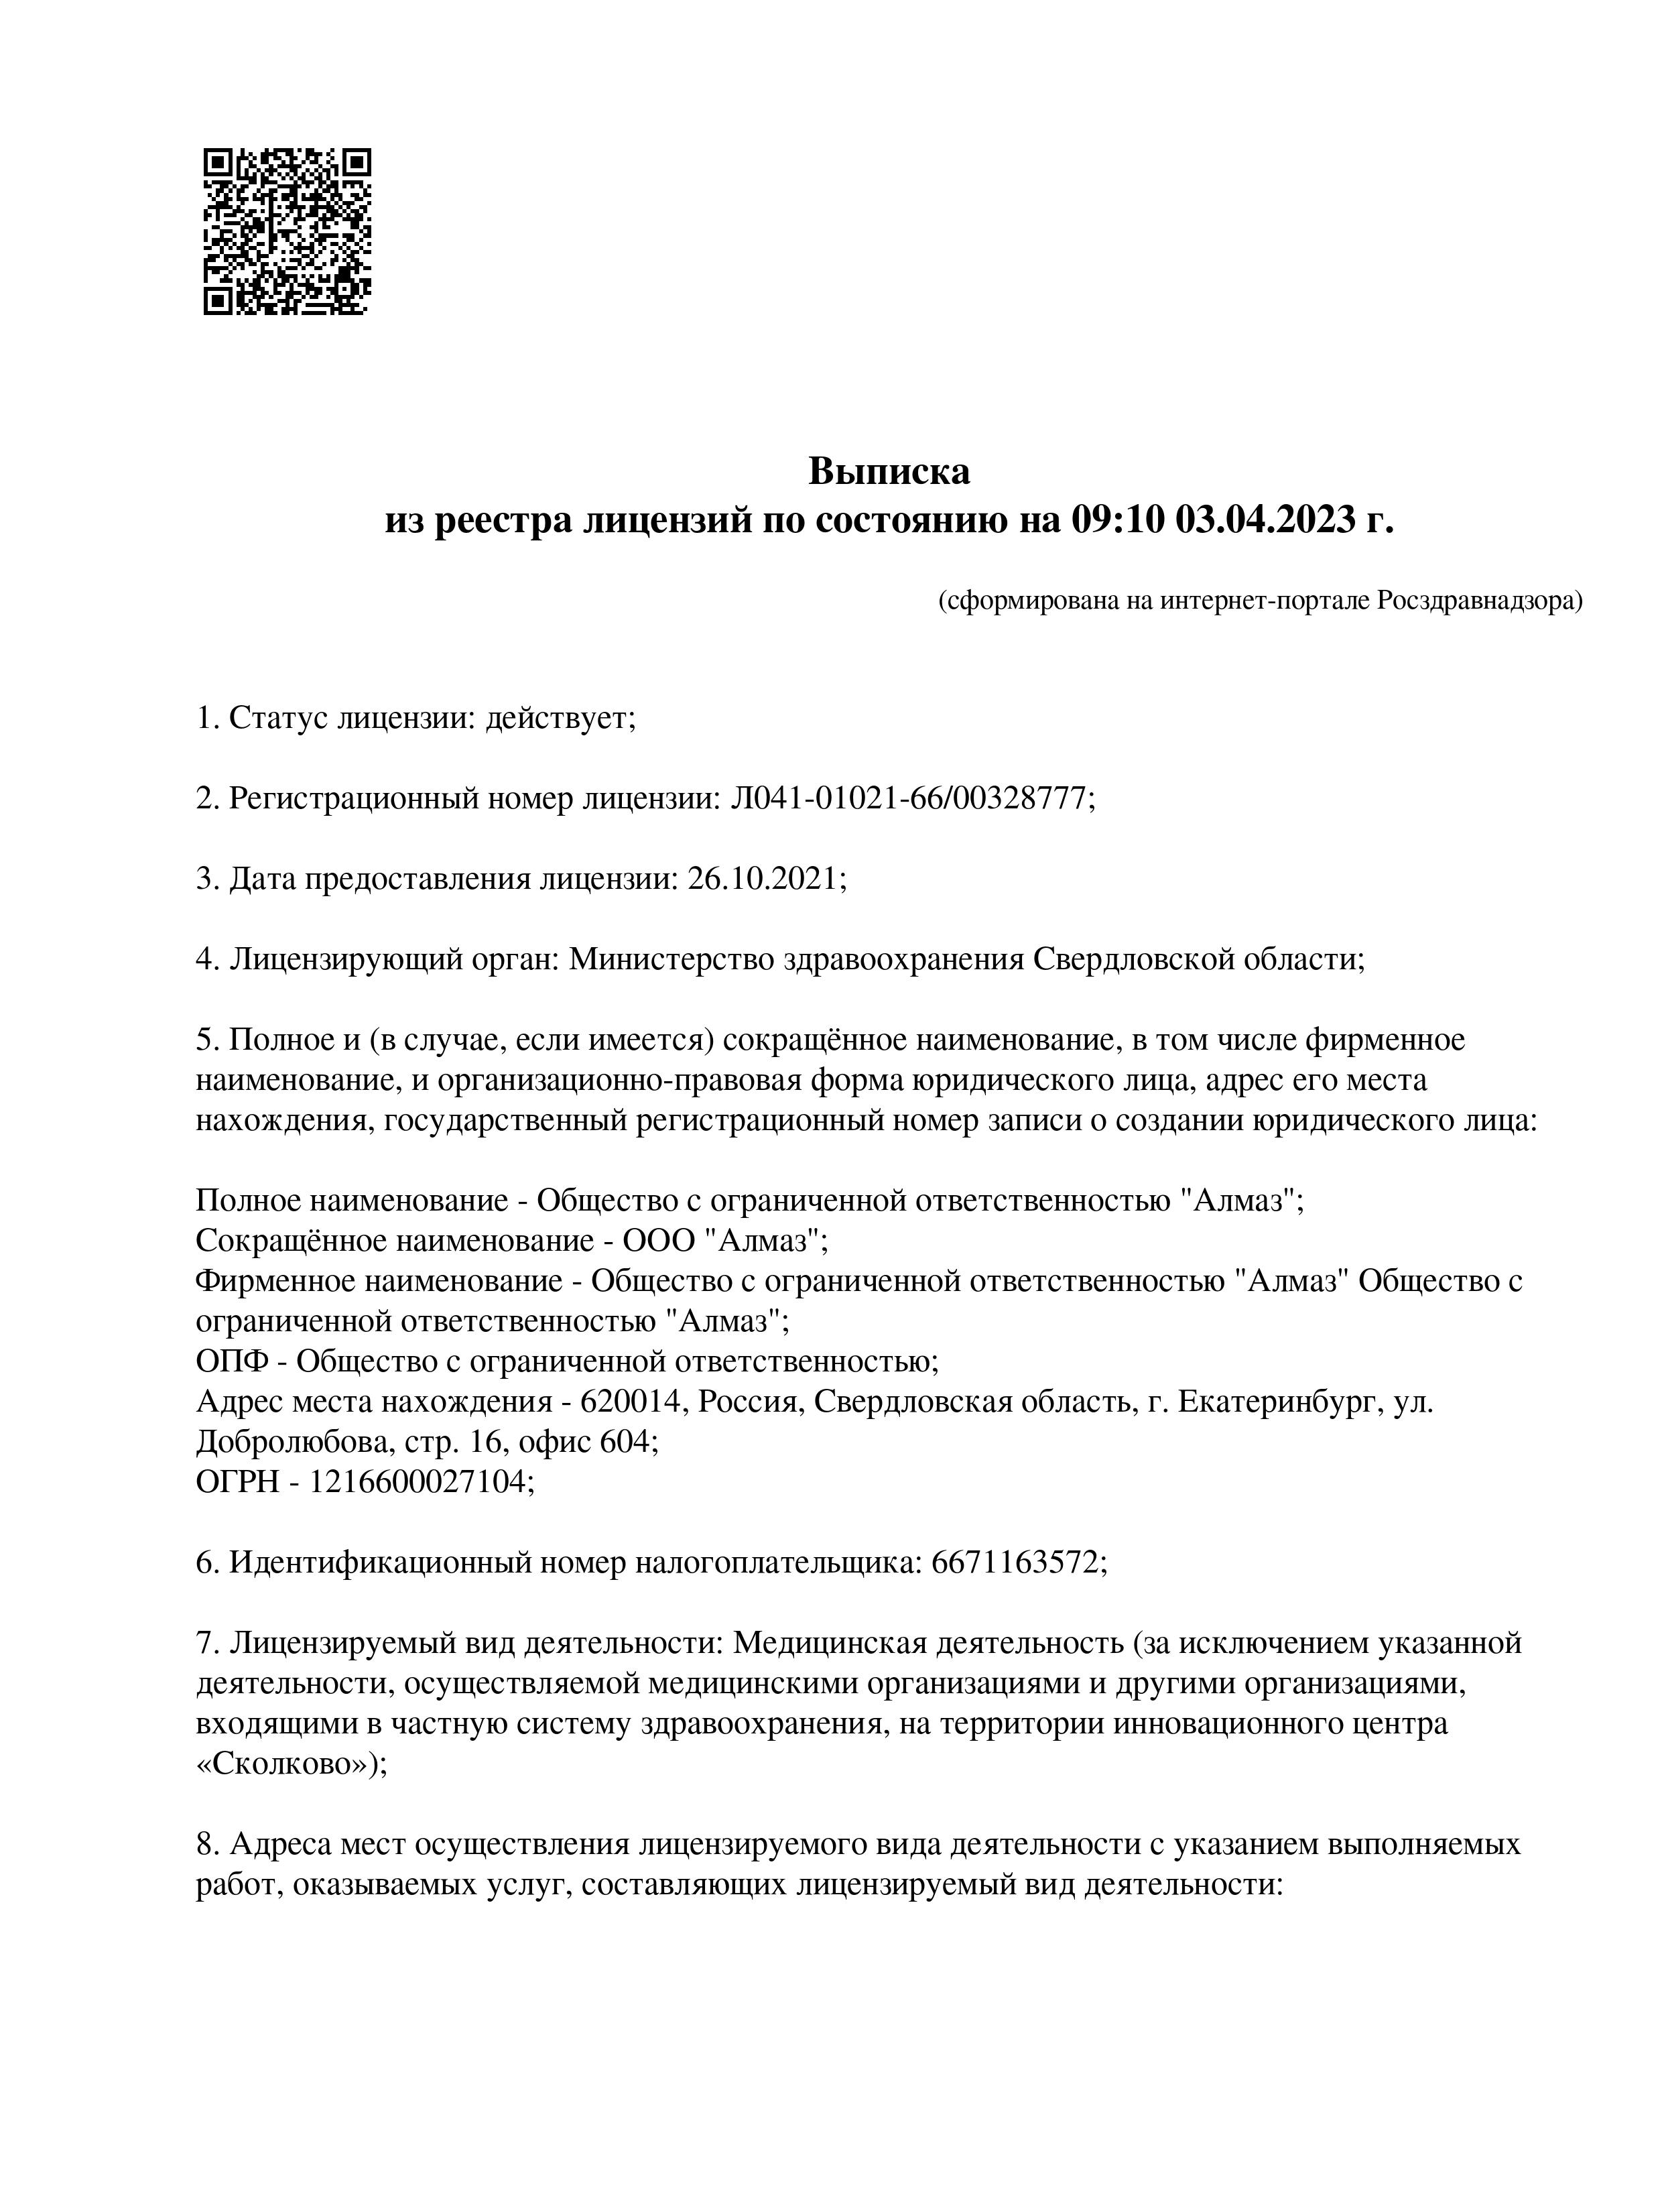 Выписка
из реестра лицензий по состоянию на 09:10 03.04.2023 г.
(сформирована на интернет-портале Росздравнадзора)
1. Статус лицензии: действует;
2. Регистрационный номер лицензии: Л041-01021-66/00328777;
3. Дата предоставления лицензии: 26.10.2021;
4. Лицензирующий орган: Министерство здравоохранения Свердловской области;
5. Полное и (в случае, если имеется) сокращённое наименование, в том числе фирменное
наименование, и организационно-правовая форма юридического лица, адрес его места
нахождения, государственный регистрационный номер записи о создании юридического лица:
Полное наименование - Общество с ограниченной ответственностью "Алмаз";
Сокращённое наименование - ООО "Алмаз";
Фирменное наименование - Общество с ограниченной ответственностью "Алмаз" Общество с
ограниченной ответственностью "Алмаз";
ОПФ - Общество с ограниченной ответственностью;
Адрес места нахождения - 620014, Россия, Свердловская область, г. Екатеринбург, ул.
Добролюбова, стр. 16, офис 604;
ОГРН - 1216600027104;
6. Идентификационный номер налогоплательщика: 6671163572;
7. Лицензируемый вид деятельности: Медицинская деятельность (за исключением указанной
деятельности, осуществляемой медицинскими организациями и другими организациями,
входящими в частную систему здравоохранения, на территории инновационного центра
«Сколково»);
8. Адреса мест осуществления лицензируемого вида деятельности с указанием выполняемых
работ, оказываемых услуг, составляющих лицензируемый вид деятельности: